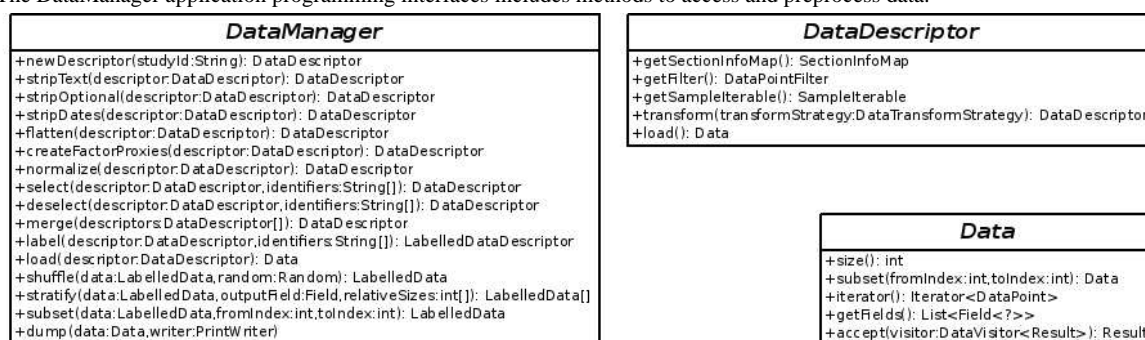 The DataManager application programming interfaces includes methods to access and preprocess data.
DataManager
+newDescriptor(studyId:String): DataDescriptor
+stripText(descriptor:DataDescriptor): DataDescriptor
+stripOptional(descriptor:DataDescriptor): DataDescriptor
+stripDates(descriptor:DataDescriptor): DataDescriptor
+flatten(descriptor:DataDescriptor): DataDescriptor
+createFactorProxies(descriptor:DataDescriptor): DataDescriptor
+normalize(descriptor:DataDescriptor): DataDescriptor
+select(descriptor:DataDescriptor,identifiers:String[]): DataDescriptor
+deselect(descriptor:DataDescriptor,identifiers:String[]): DataDescriptor
+merge(descriptors:DataDescriptor[]): DataDescriptor
+label(descriptor:DataDescriptor,identifiers:String[]): LabelledDataDescriptor
+load(descriptor:DataDescriptor): Data
+shuffle(data:LabelledData,random:Random): LabelledData
+stratify(data:LabelledData,outputField:Field,relativeSizes:int[]): LabelledData[]
+subset(data:LabelledData,fromIndex:int,toIndex:int): LabelledData
+dump(data:Data,writer:PrintWriter)
DataDescriptor
+getSectionInfoMap(): SectionInfoMap
+getFilter(): DataPointFilter
+getSampleIterable(): SampleIterable
+transform(transformStrategy:DataTransformStrategy): DataDescriptor
+load(): Data
Data
+size(): int
+subset(fromIndex:int,toIndex:int): Data
+iterator(): Iterator<DataPoint>
+getFields(): List<Field<?>>
+accept(visitor:DataVisitor<Result>): Result